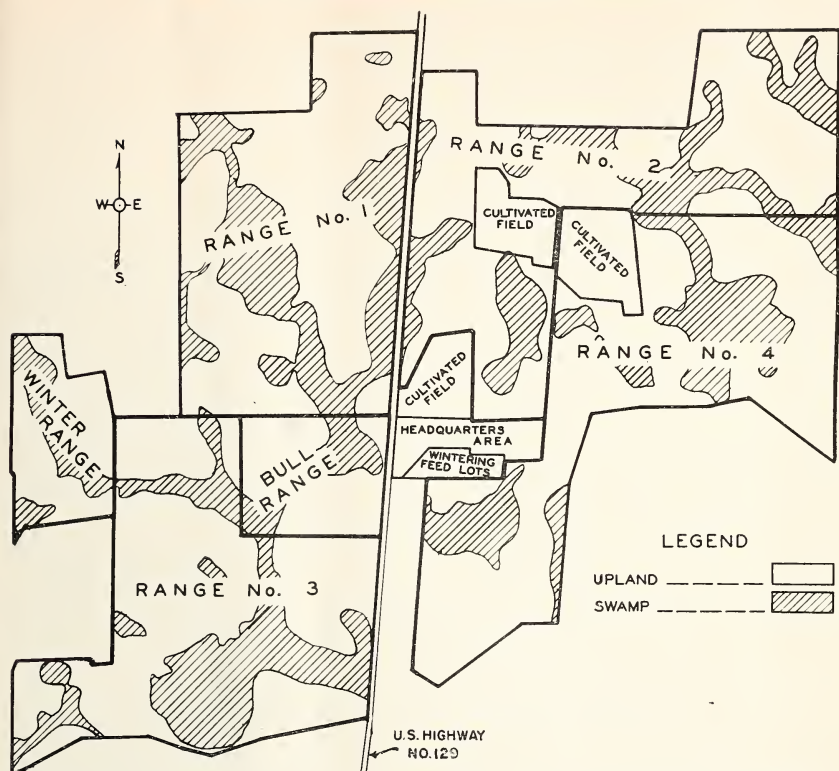 RANGE No. 2
N
W E
S
RANGE No. 1
CULTIVATED
FIELD
CULTIVATED
FIELD
RANGE No. 4
WINTER
RANGE
CULTIVATED
FIELD
HEADQUARTERS
AREA
WINTERING
FEED LOTS
BULL
RANGE
RANGE No. 3
LEGEND
UPLAND
SWAMP
U.S. HIGHWAY
NO. 129